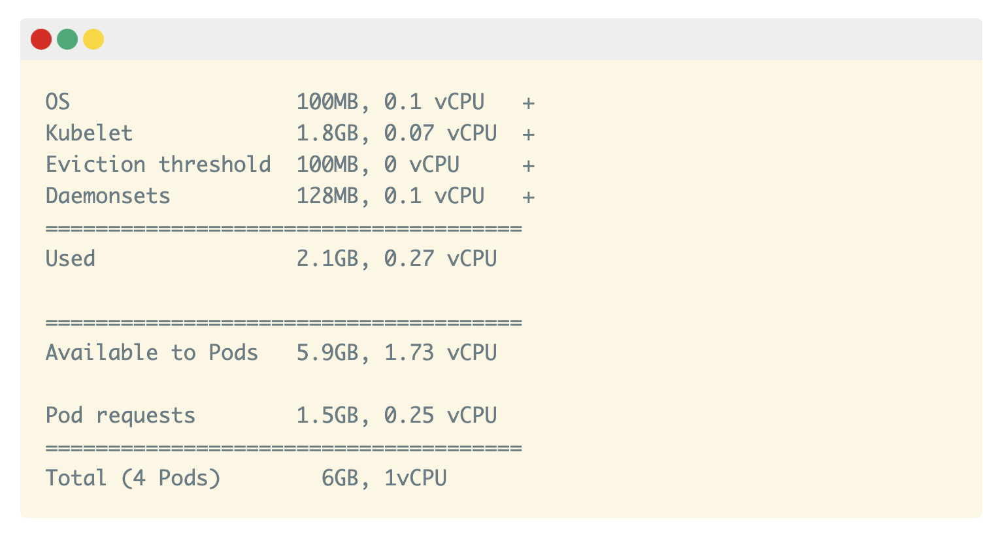 OS                  100MB, 0.1 vCPU   +
Kubelet             1.8GB, 0.07 vCPU  +
Eviction threshold  100MB, 0 vCPU     +
Daemonsets          128MB, 0.1 vCPU   +
======================================
Used                2.1GB, 0.27 vCPU
======================================
Available to Pods   5.9GB, 1.73 vCPU
Pod requests        1.5GB, 0.25 vCPU
======================================
Total (4 Pods)        6GB, 1vCPU